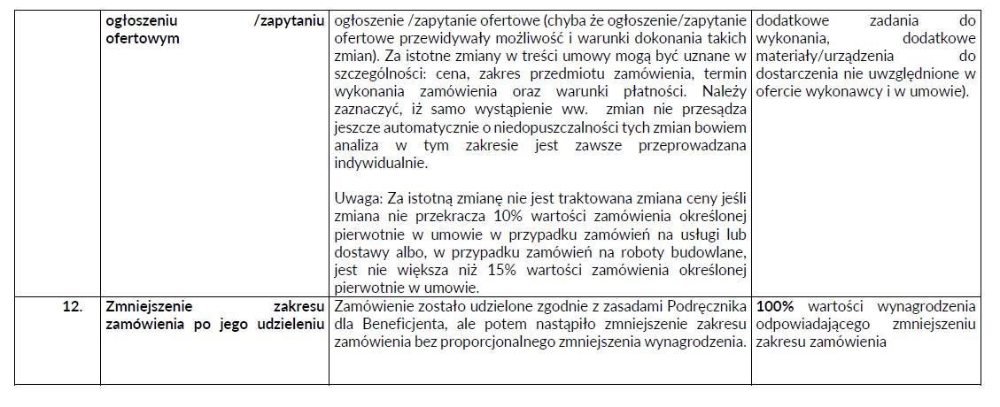 ogłoszeniu /zapytaniu
ofertowym
ogłoszenie /zapytanie ofertowe (chyba że ogłoszenie/zapytanie
ofertowe przewidywały możliwość i warunki dokonania takich
zmian). Za istotne zmiany w treści umowy mogą być uznane w
szczególności: cena, zakres przedmiotu zamówienia, termin
wykonania zamówienia oraz warunki płatności. Należy
zaznaczyć, iż samo wystąpienie ww. zmian nie przesądza
jeszcze automatycznie o niedopuszczalności tych zmian bowiem
analiza w tym zakresie jest zawsze przeprowadzana
indywidualnie.
Uwaga: Za istotną zmianę nie jest traktowana zmiana ceny jeśli
zmiana nie przekracza 10% wartości zamówienia określonej
pierwotnie w umowie w przypadku zamówień na usługi lub
dostawy albo, w przypadku zamówień na roboty budowlane,
jest nie większa niż 15% wartości zamówienia określonej
pierwotnie w umowie.
dodatkowe zadania do
wykonania, dodatkowe
materiały/urządzenia do
dostarczenia nie uwzględnione w
ofercie wykonawcy i w umowie).
12.
Zmniejszenie zakresu
zamówienia po jego udzieleniu
Zamówienie zostało udzielone zgodnie z zasadami Podręcznika
dla Beneficjenta, ale potem nastąpiło zmniejszenie zakresu
zamówienia bez proporcjonalnego zmniejszenia wynagrodzenia.
100% wartości wynagrodzenia
odpowiadającego zmniejszeniu
zakresu zamówienia